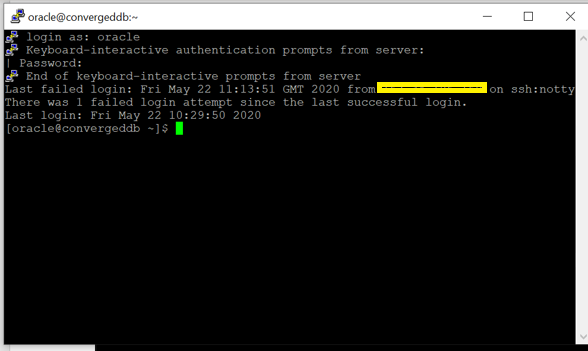 oracle@convergeddb:~
login as: oracle
Keyboard-interactive authentication prompts from server:
| Password:
End of keyboard-interactive prompts from server
Last failed login: Fri May 22 11:13:51 GMT 2020 from on ssh:notty
There was 1 failed login attempt since the last successful login.
Last login: Fri May 22 10:29:50 2020
[oracle@convergeddb ~]$